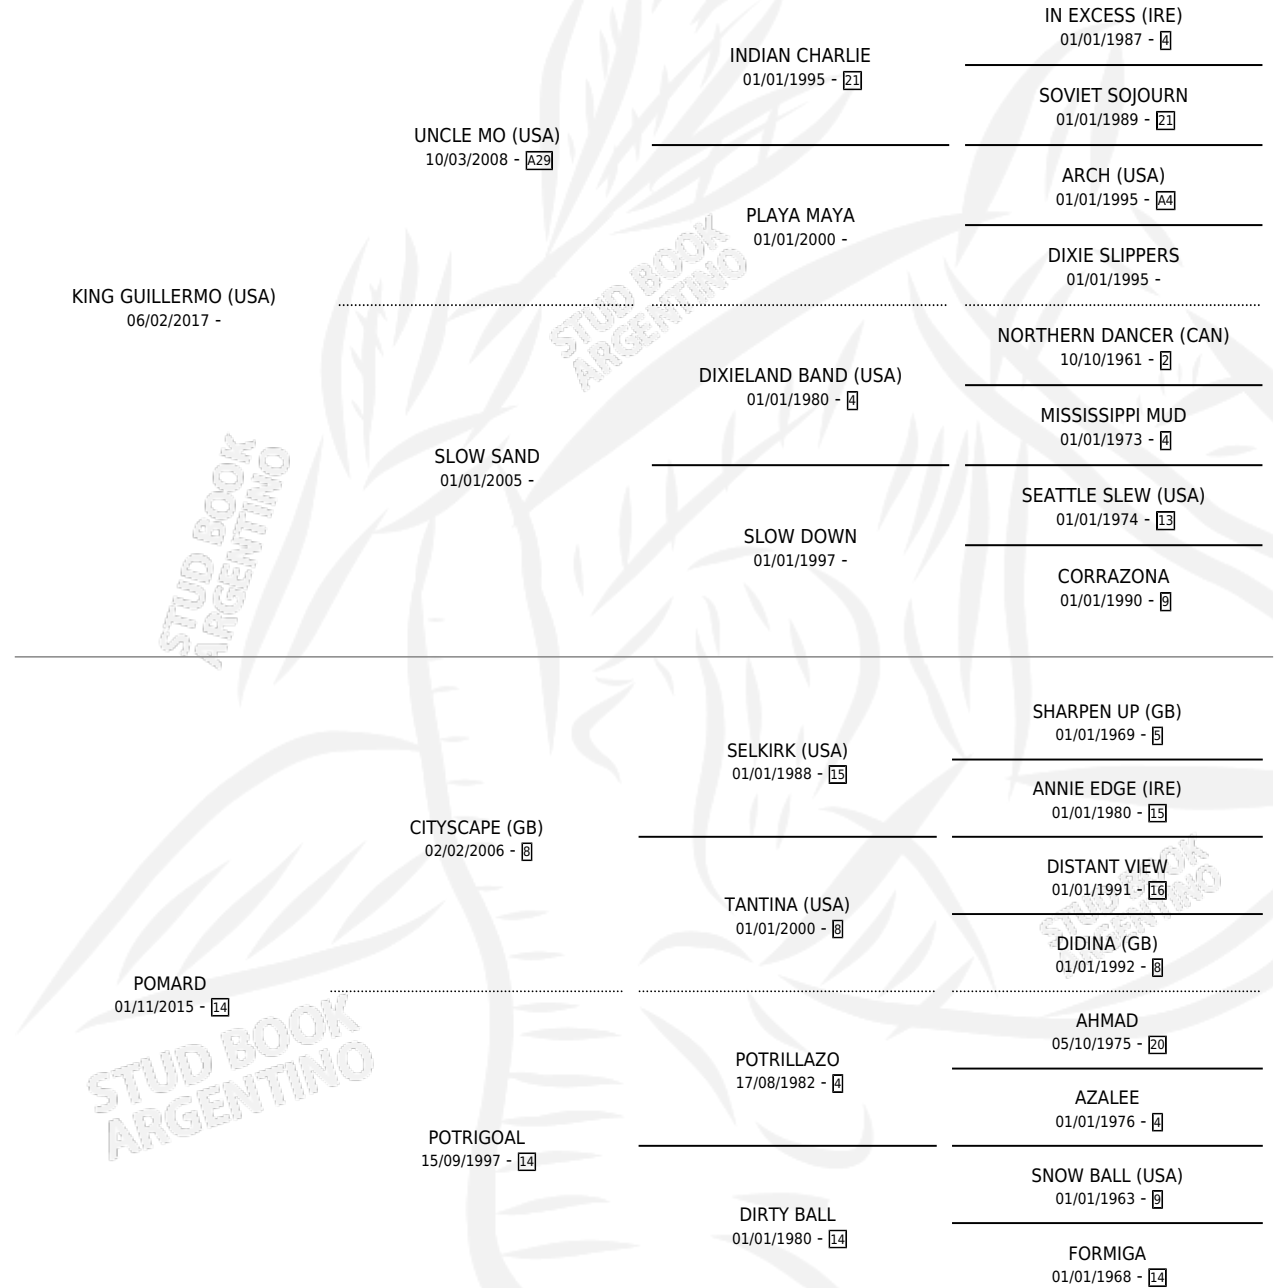 IN EXCESS (IRE)
01/01/1987 - 4
INDIAN CHARLIE
01/01/1995 - 21
SOVIET SOJOURN
01/01/1989 - 21
UNCLE MO (USA)
10/03/2008 - A29
ARCH (USA)
01/01/1995 - A4
PLAYA MAYA
01/01/2000 -
DIXIE SLIPPERS
01/01/1995 -
KING GUILLERMO (USA)
06/02/2017 -
STUD BOOK
ARGENTINO
NORTHERN DANCER (CAN)
10/10/1961 - 2
DIXIELAND BAND (USA)
01/01/1980 - 4
MISSISSIPPI MUD
01/01/1973 - 4
SLOW SAND
01/01/2005 -
SEATTLE SLEW (USA)
01/01/1974 - 13
SLOW DOWN
01/01/1997 -
CORRAZONA
01/01/1990 - 9
STUD BOOK
ARGENTINO
SHARPEN UP (GB)
01/01/1969 - 5
SELKIRK (USA)
01/01/1988 - 15
ANNIE EDGE (IRE)
01/01/1980 - 15
CITYSCAPE (GB)
02/02/2006 - 8
DISTANT VIEW
01/01/1991 - 16
TANTINA (USA)
01/01/2000 - 8
DIDINA (GB)
01/01/1992 - 8
STUD BOOK
ARGENTINO
POMARD
01/11/2015 - 14
AHMAD
05/10/1975 - 20
POTRILLAZO
17/08/1982 - 4
AZALEE
01/01/1976 - 4
STUD BOOK
ARGENTINO
POTRIGOAL
15/09/1997 - 14
SNOW BALL (USA)
01/01/1963 - 9
DIRTY BALL
01/01/1980 - 14
FORMIGA
01/01/1968 - 14